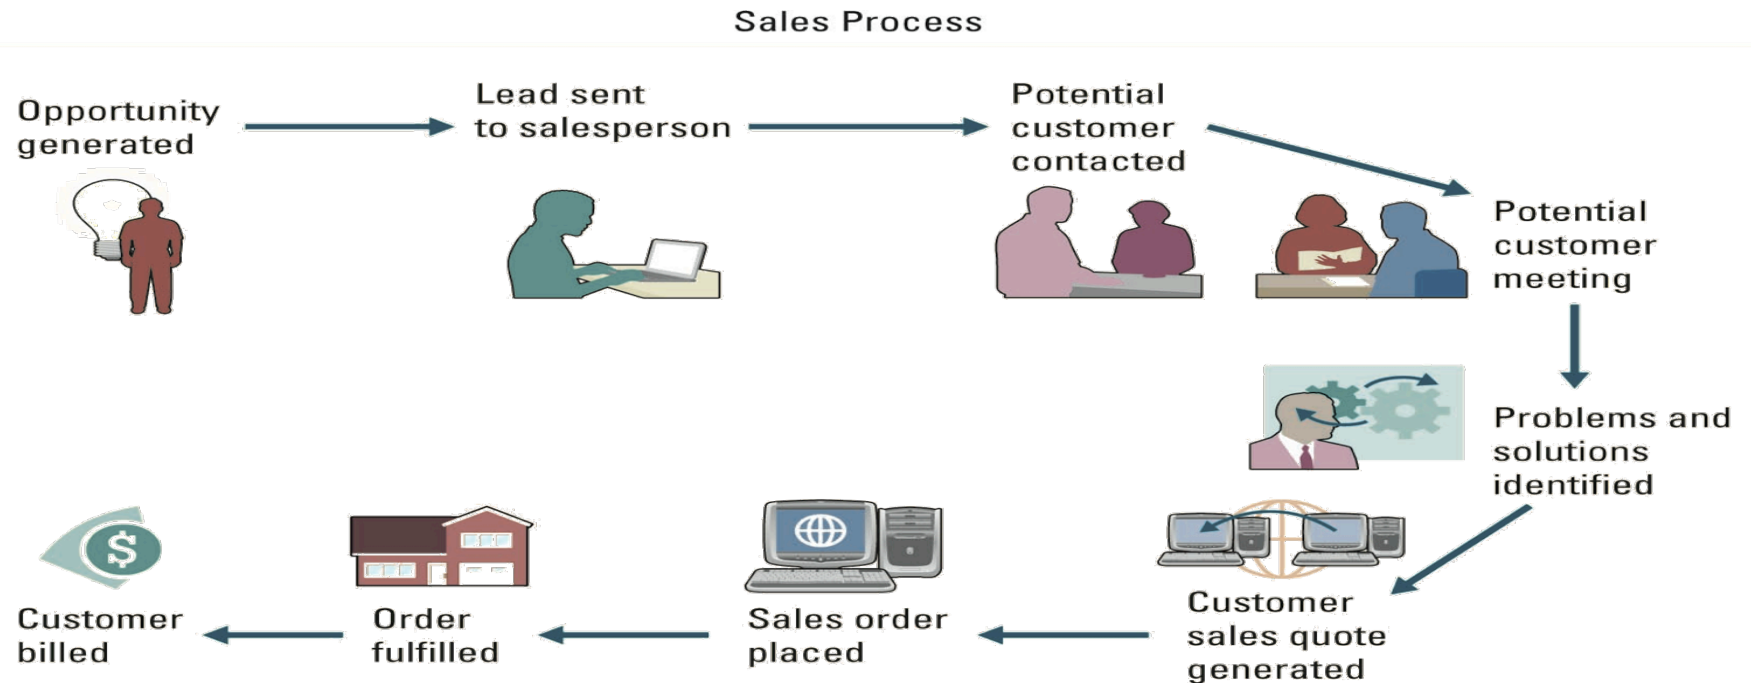 Sales Process
Opportunity
generated
Lead sent
to salesperson
Potential
customer
contacted
Potential
customer
meeting
Problems and
solutions
identified
Customer
sales quote
generated
Sales order
placed
Order
fulfilled
$
Customer
billed